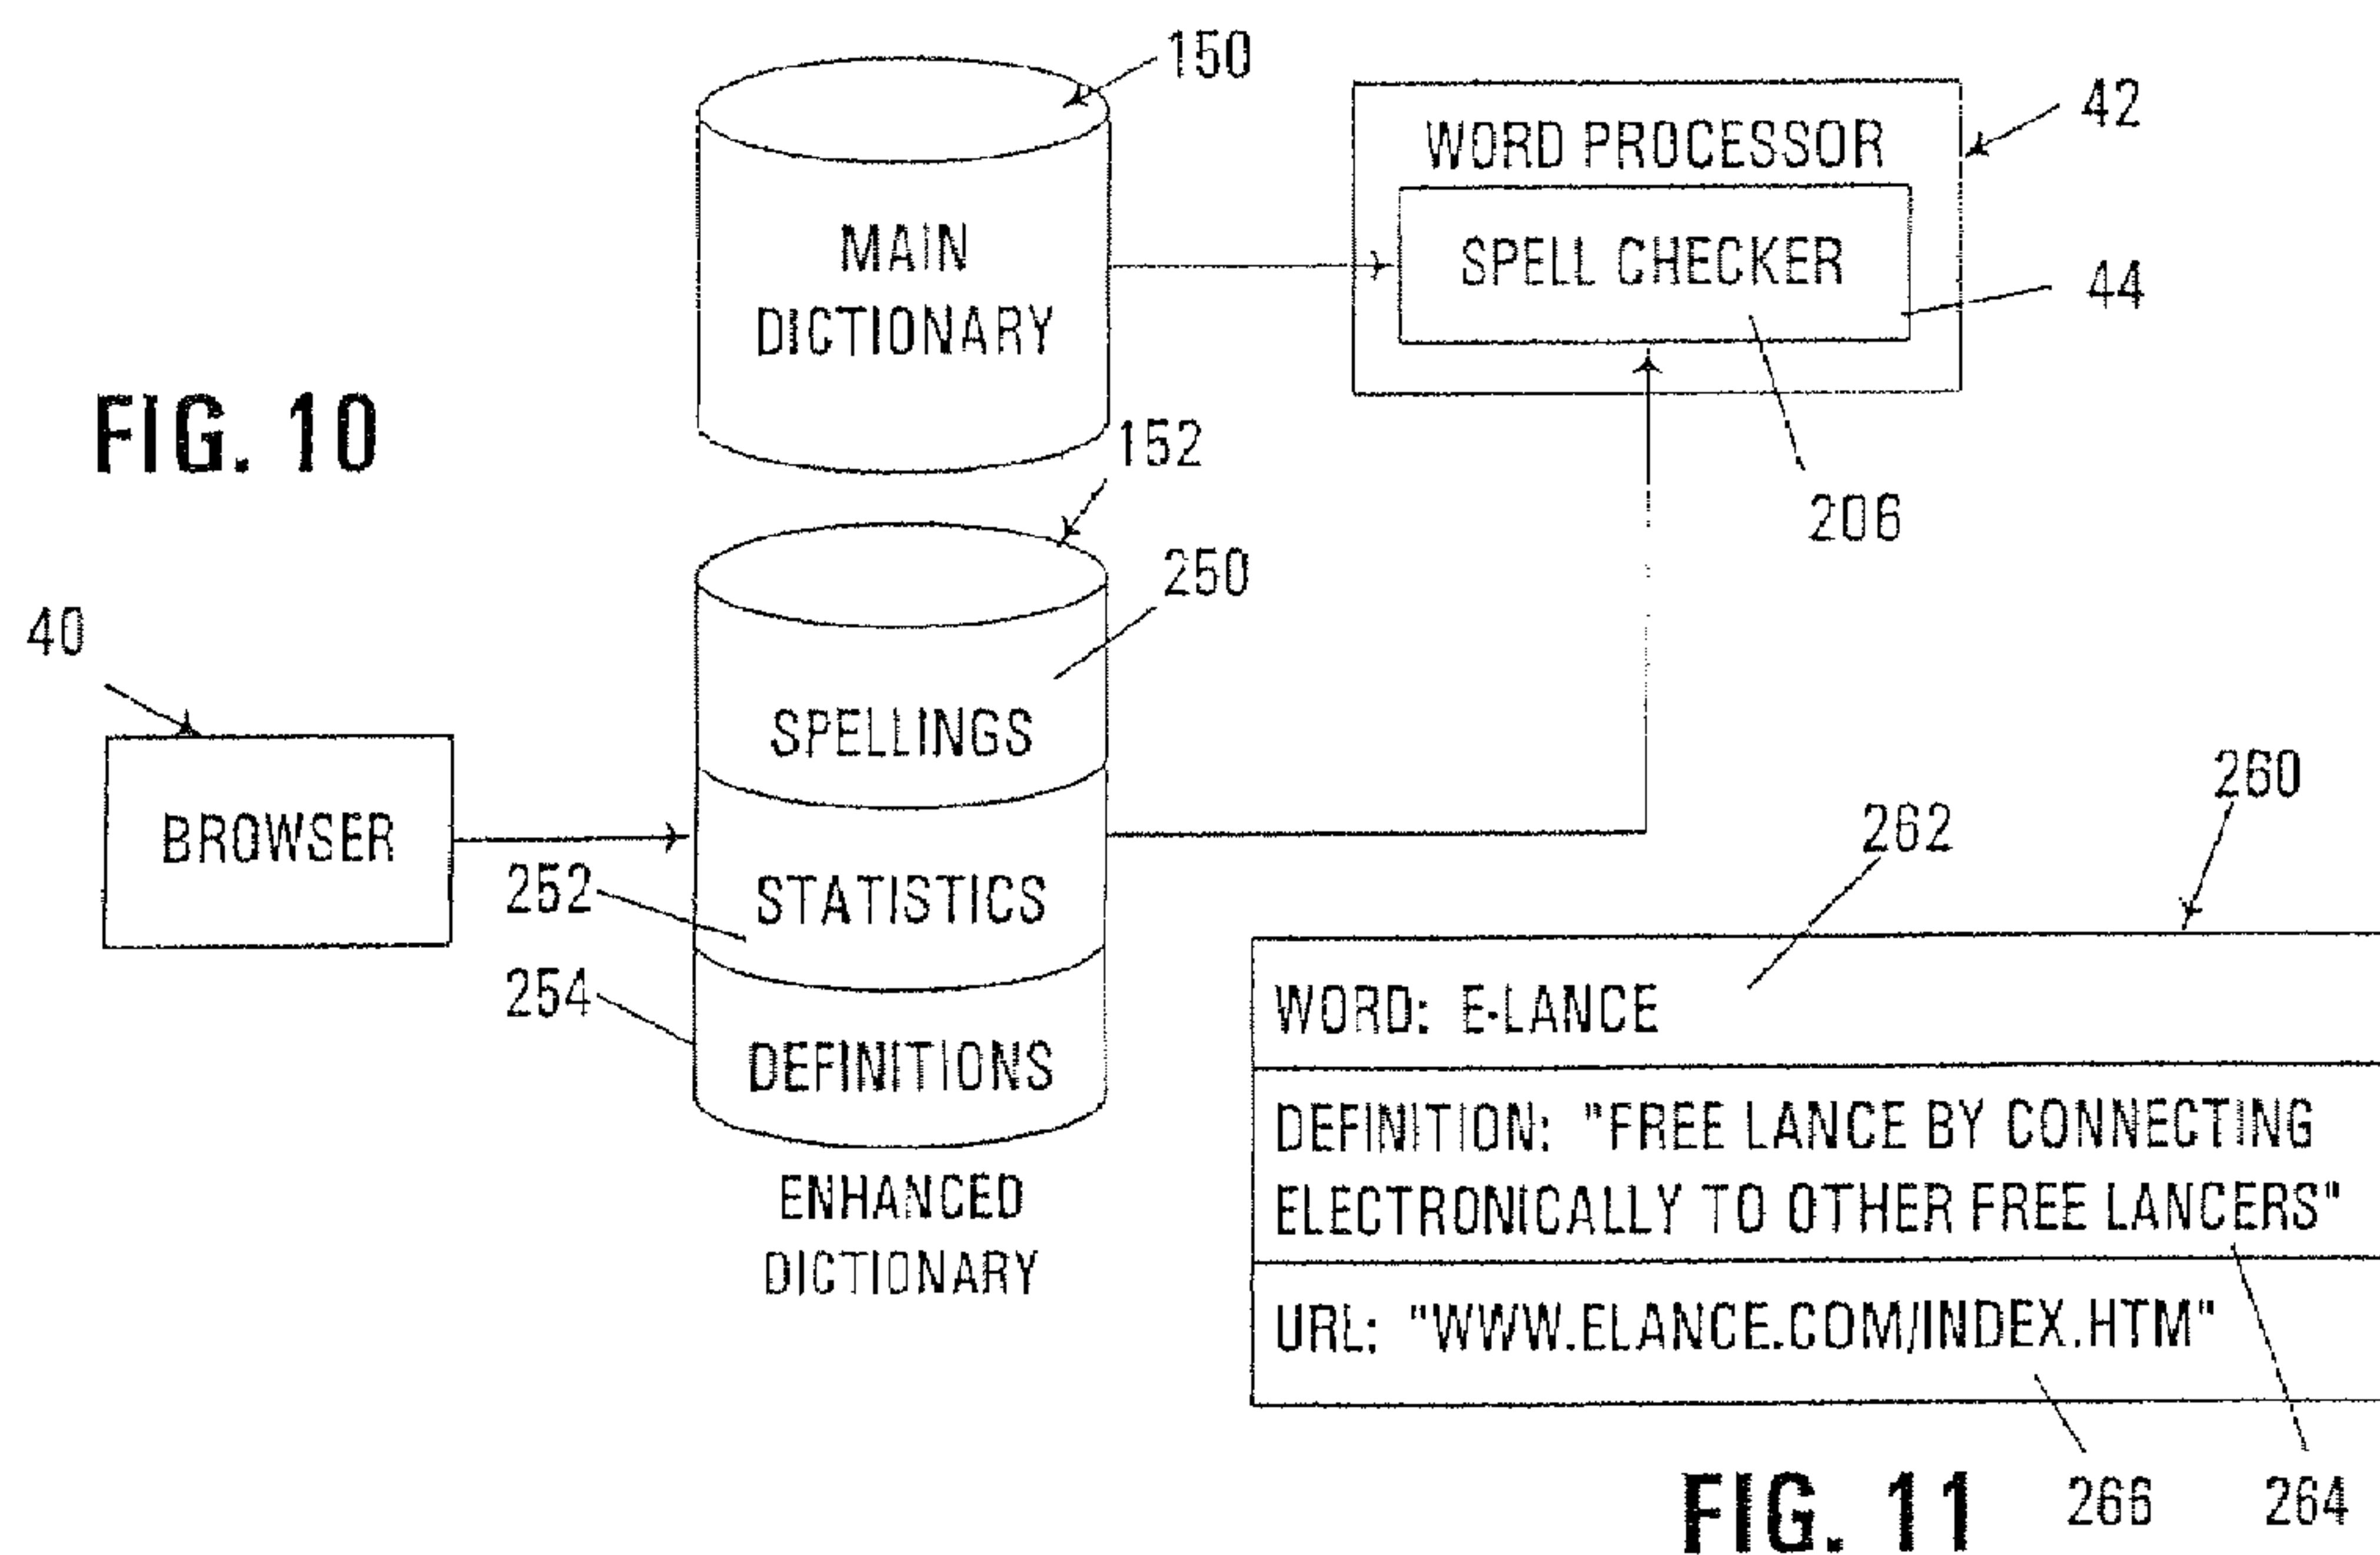 150
WORD PROCESSOR
42
MAIN
DICTIONARY
SPELL CHECKER
44
206
FIG. 10
152
250
40
SPELLINGS
BROWSER
252
STATISTICS
254
DEFINITIONS
ENHANCED
DICTIONARY
260
262
WORD: E-LANCE
DEFINITION: "FREE LANCE BY CONNECTING
ELECTRONICALLY TO OTHER FREE LANCERS"
URL: "WWW.ELANCE.COM/INDEX.HTM"
FIG. 11
266
264